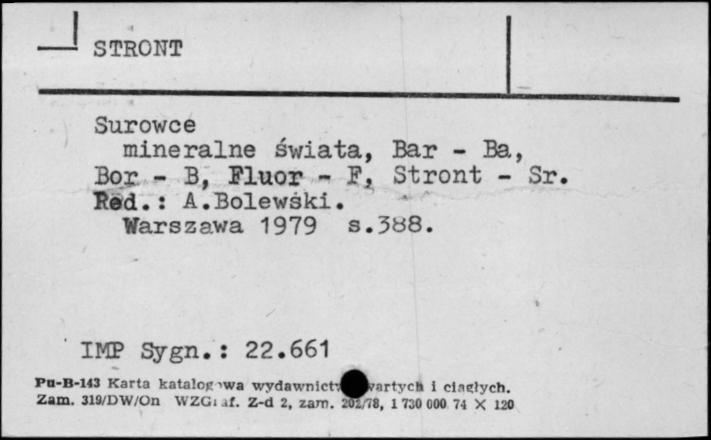 STRONT
Surowce
mineralne świata, Bar - Ba,
Bor - B, Fluor - F, Stront - Sr.
Red.: A.Bolewski.
Warszawa 1979 s.388.
IMP Sygn.: 22.661
Pu-B-143 Karta katalogowa wydawnictw zwartych i ciągłych.
Zam. 319/DW/On WZGraf. Z-d 2, zam. 202/78, 1 730 000 74 X 120